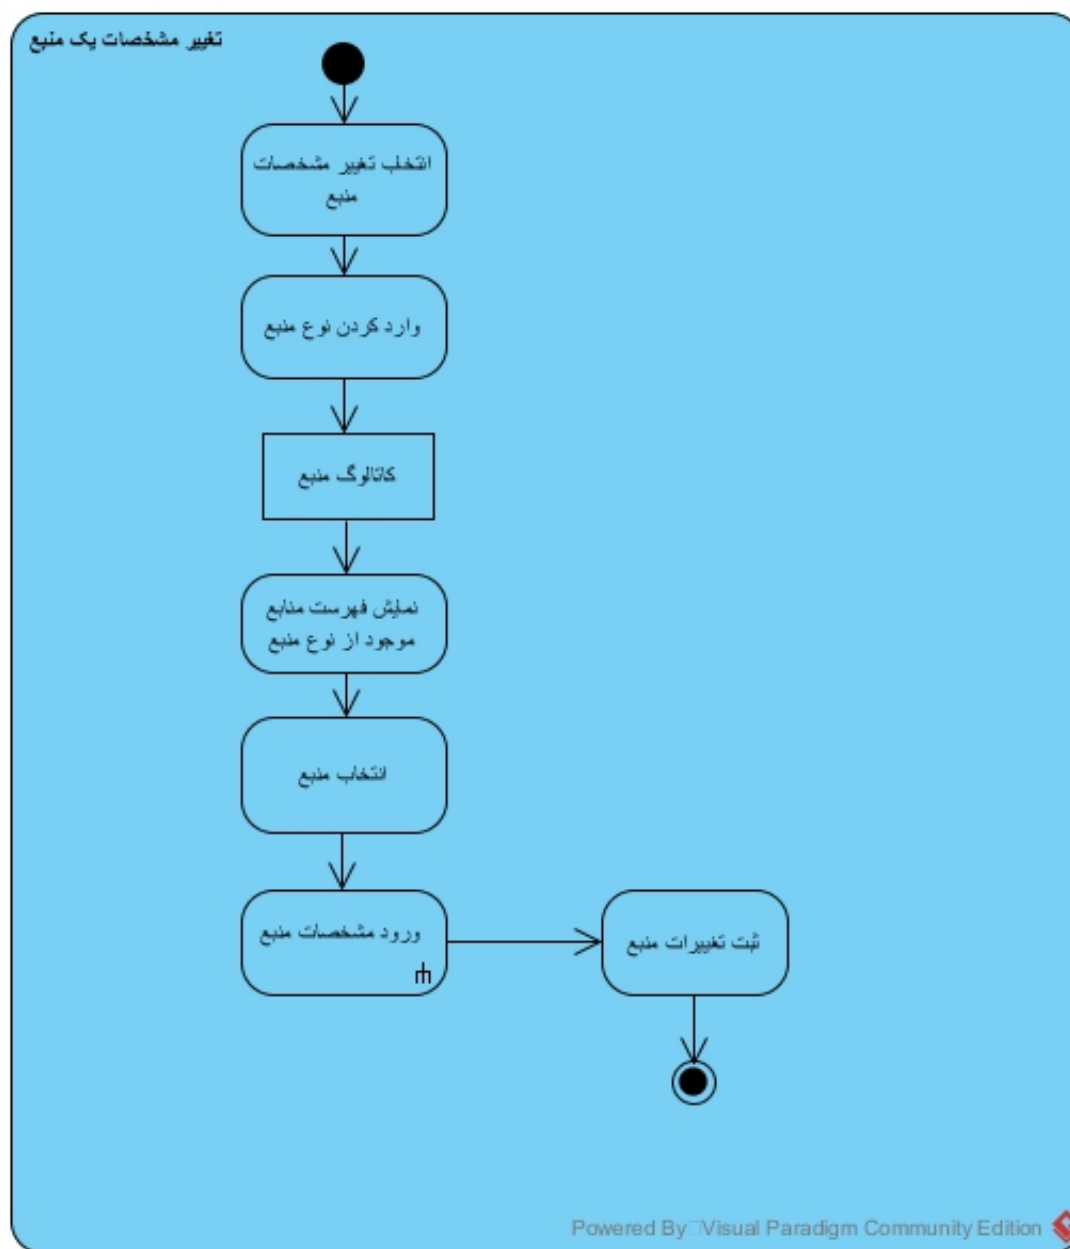 تغییر مشخصات یک منبع
انتخاب تغییر مشخصات
منبع
وارد کردن نوع منبع
کاتالوگ منبع
نمایش فهرست منابع
موجود از نوع منبع
انتخاب منبع
ورود مشخصات منبع
ثبت تغییرات منبع
Powered By Visual Paradigm Community Edition